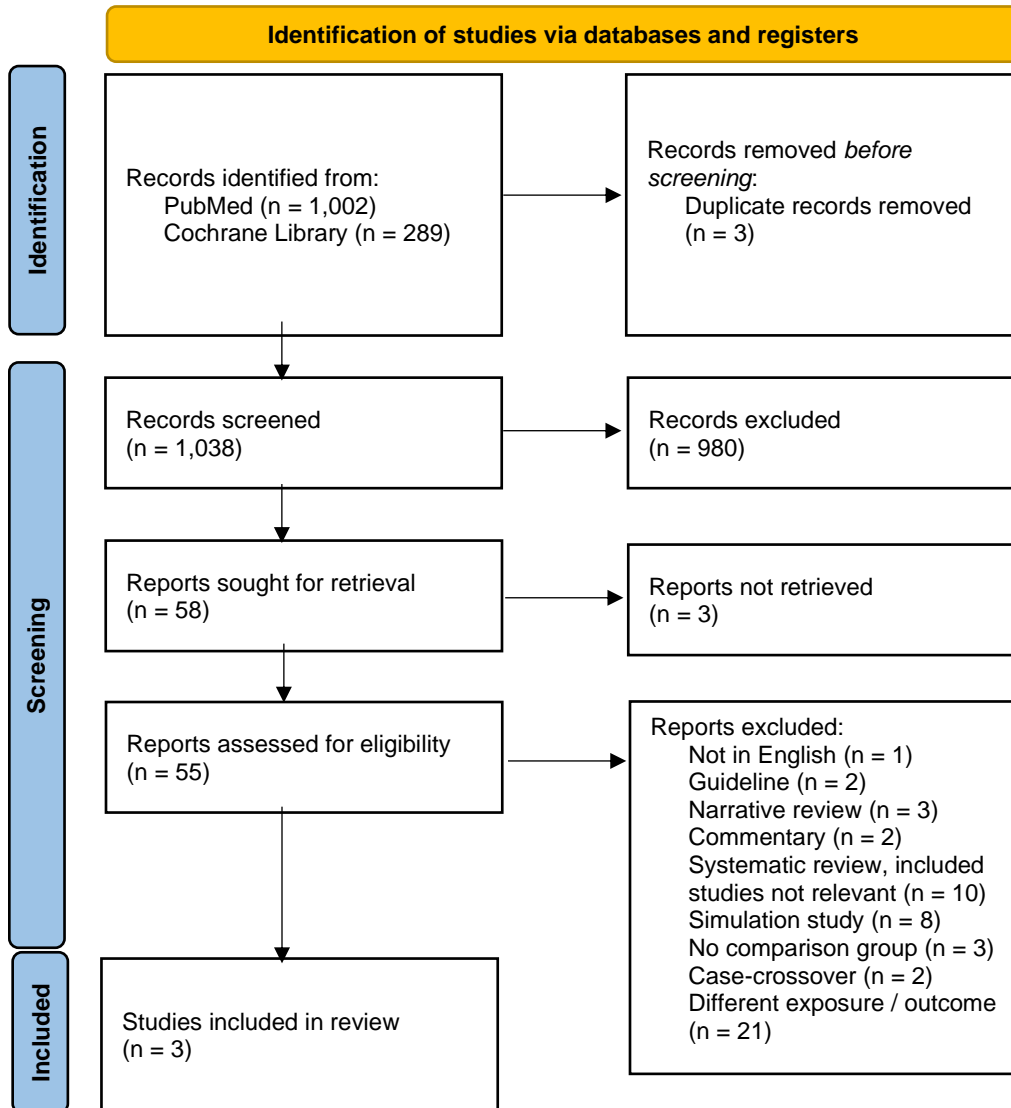 Identification of studies via databases and registers
Identification
Records identified from:
PubMed (n = 1,002)
Cochrane Library (n = 289)
Records removed before
screening:
Duplicate records removed
(n = 3)
Screening
Records screened
(n = 1,038)
Records excluded
(n = 980)
Reports sought for retrieval
(n = 58)
Reports not retrieved
(n = 3)
Reports assessed for eligibility
(n = 55)
Reports excluded:
Not in English (n = 1)
Guideline (n = 2)
Narrative review (n = 3)
Commentary (n = 2)
Systematic review, included
studies not relevant (n = 10)
Simulation study (n = 8)
No comparison group (n = 3)
Case-crossover (n = 2)
Different exposure / outcome
(n = 21)
Included
Studies included in review
(n = 3)